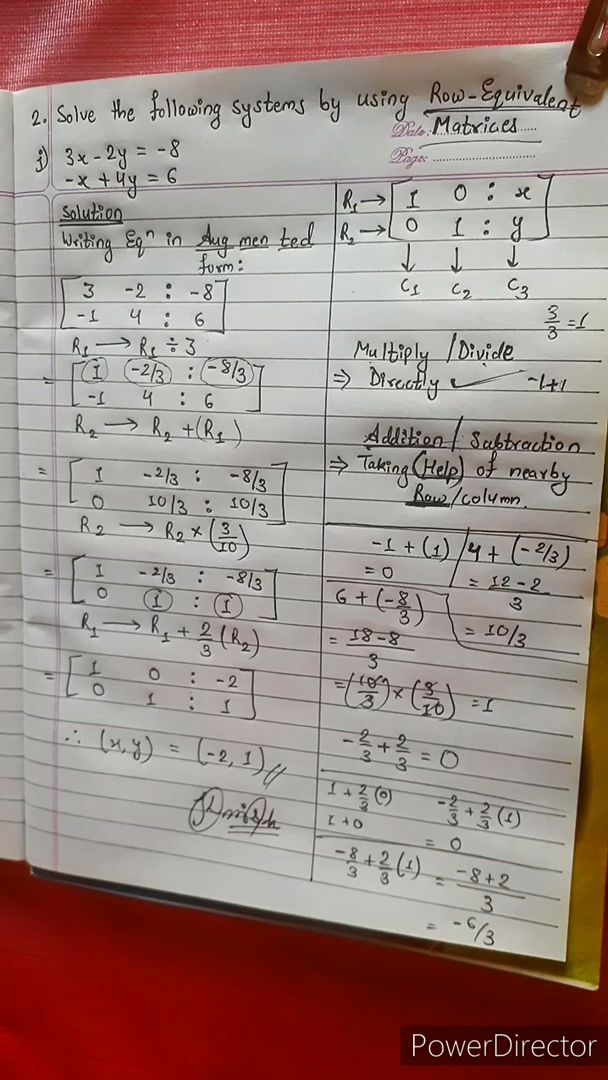 2. Solve the following systems by using Row-Equivalent
Matrices
Date:
Page:
i) 3x - 2y = -8
-x + 4y = 6
Solution
Writing Eqⁿ in Augmented
form:
[ 3 -2 : -8 ]
[ -1 4 : 6 ]
R₁ → R₁ ÷ 3
= [ 1 -2/3 : -8/3 ]
[ -1 4 : 6 ]
R₂ → R₂ + (R₁)
= [ 1 -2/3 : -8/3 ]
[ 0 10/3 : 10/3 ]
R₂ → R₂ × (3/10)
= [ 1 -2/3 : -8/3 ]
[ 0 1 : 1 ]
R₁ → R₁ + 2/3 (R₂)
= [ 1 0 : -2 ]
[ 0 1 : 1 ]
∴ (x,y) = (-2, 1) //
R₁ → [ 1 0 : x ]
R₂ → [ 0 1 : y ]
↓ ↓ ↓
C₁ C₂ C₃
3/3 = 1
Multiply / Divide
⇒ Directly ✓ -1+1
Addition / Subtraction
⇒ Taking (Help) of nearby
Row/column.
-1 + (1)
= 0
4 + (-2/3)
= 12-2/3
= 10/3
6 + (-8/3)
= 18-8/3
= (10/3) × (3/10) = 1
-2/3 + 2/3 = 0
1 + 2/3 (0)
1 + 0
-2/3 + 2/3 (1)
= 0
-8/3 + 2/3 (1) = -8+2/3
= -6/3
PowerDirector